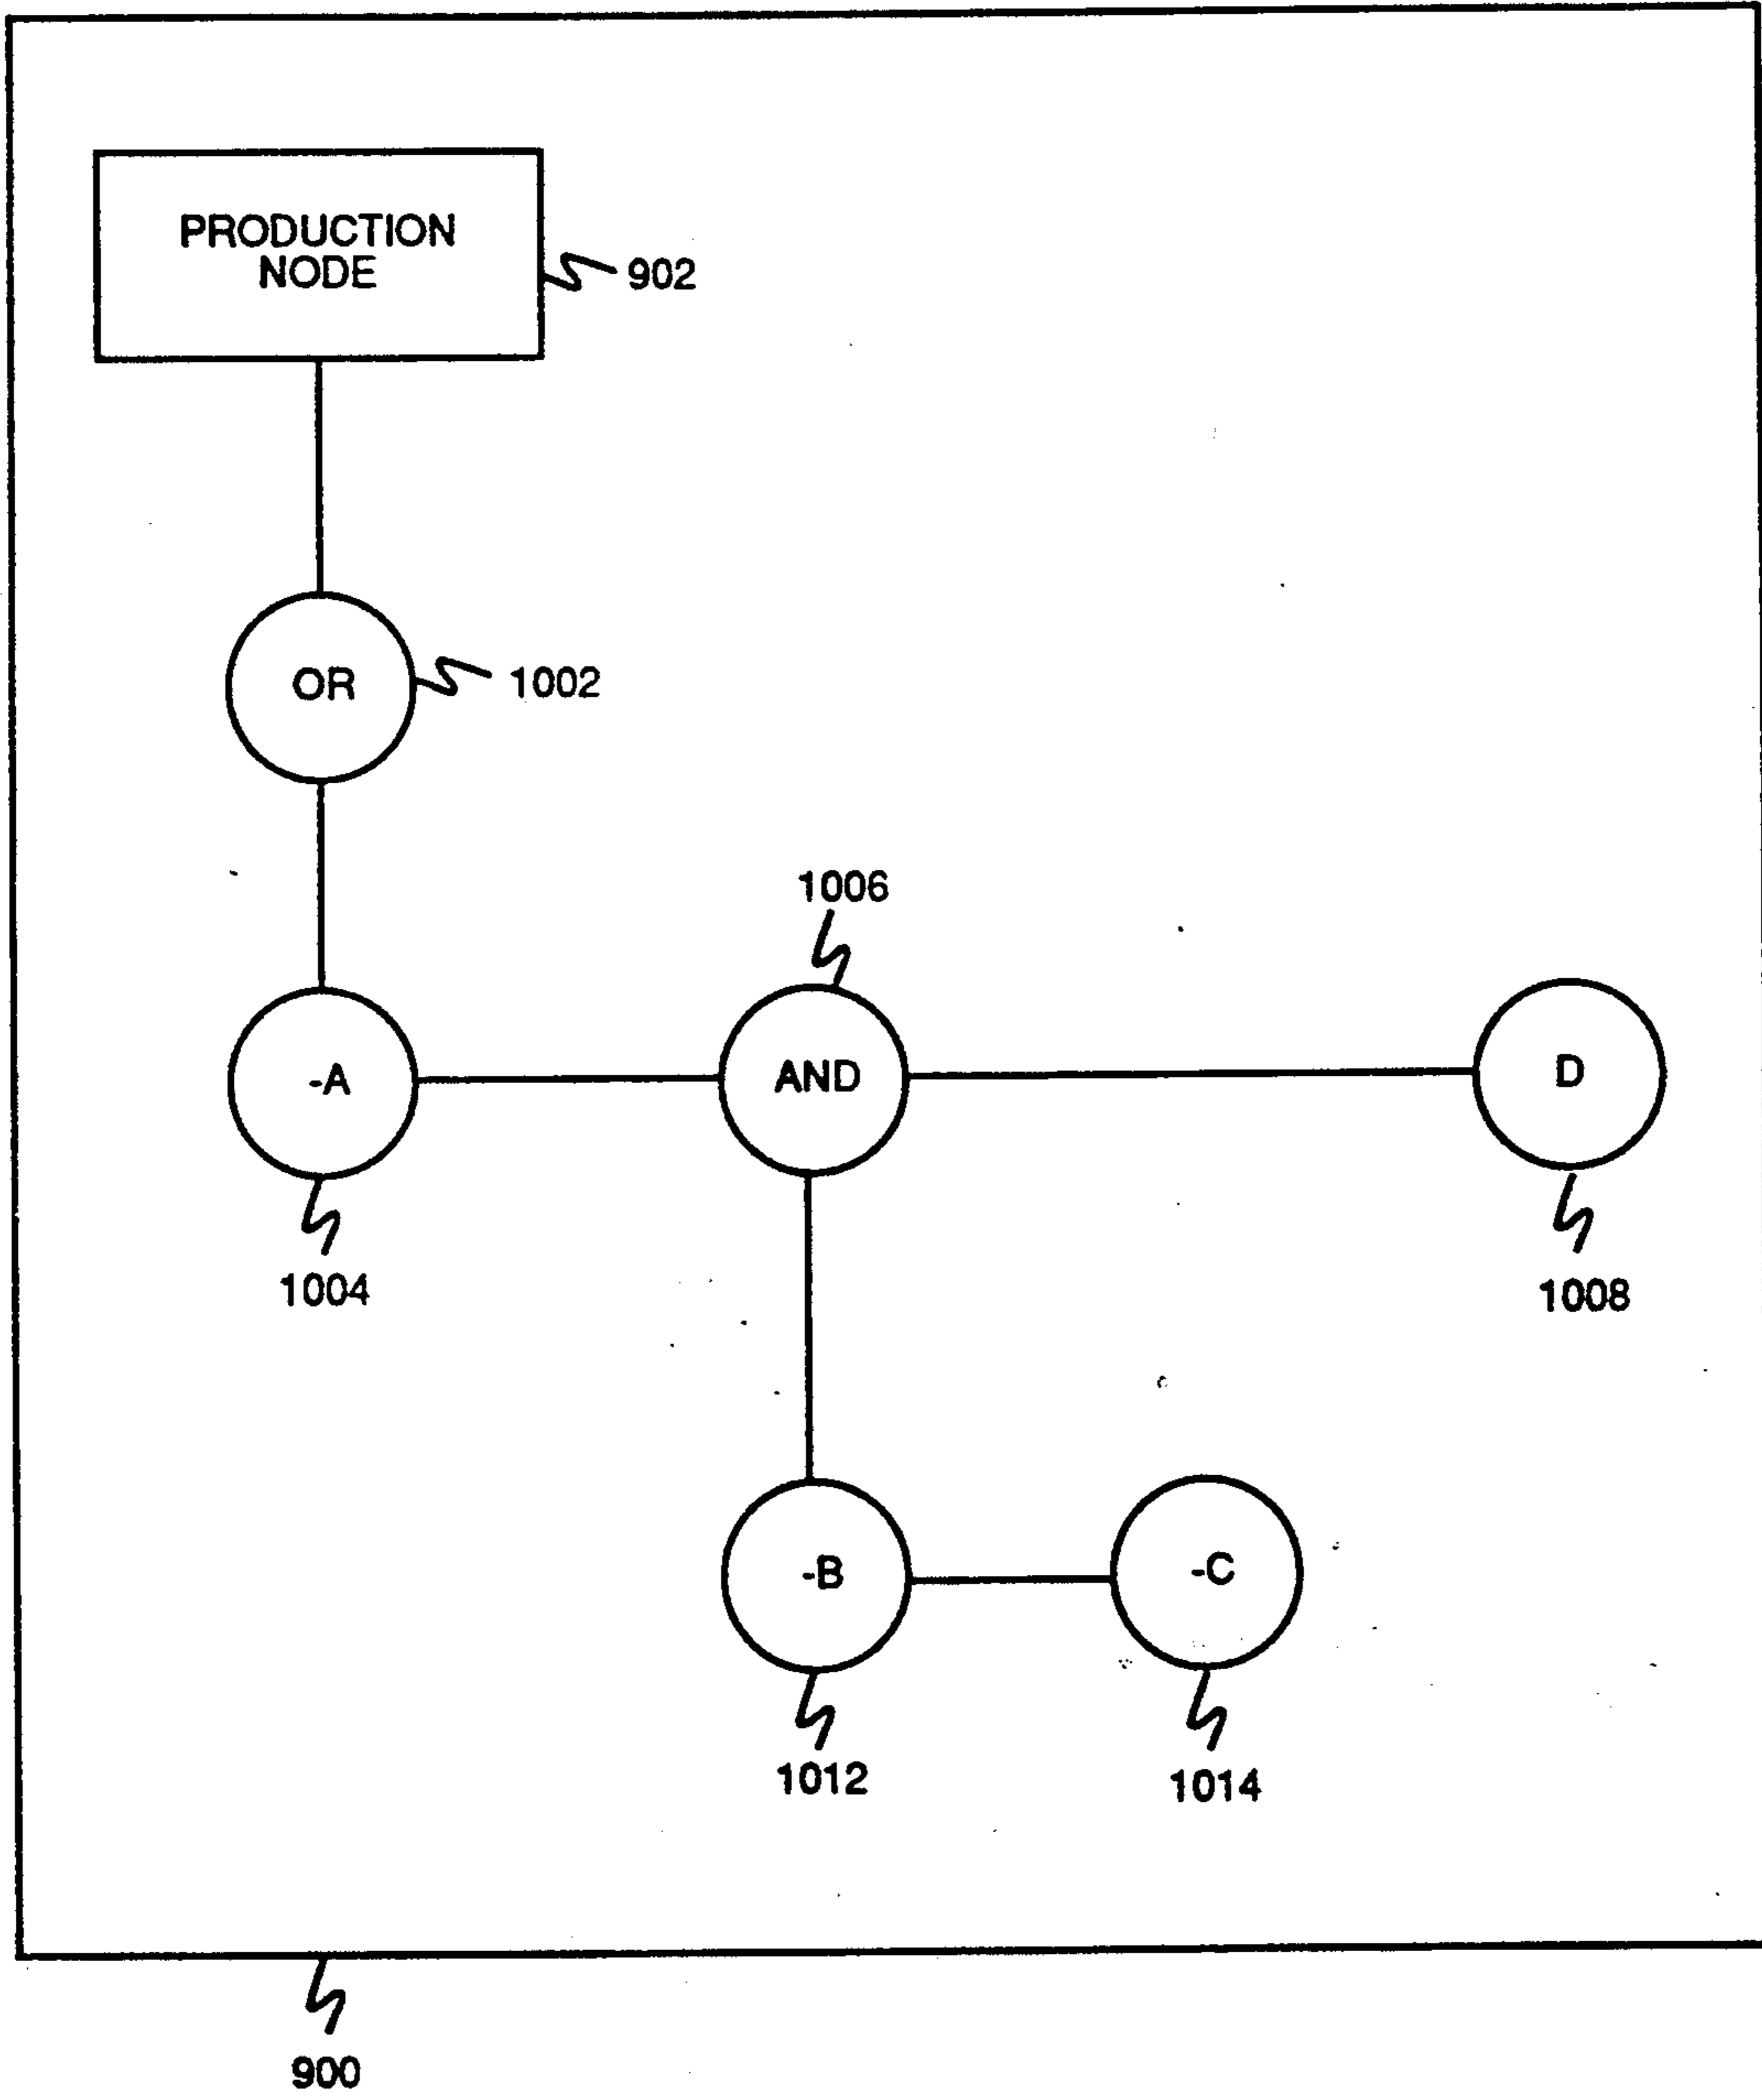 PRODUCTION
NODE
902
OR
1002
1006
-A
AND
D
1004
1008
-B
-C
1012
1014
900